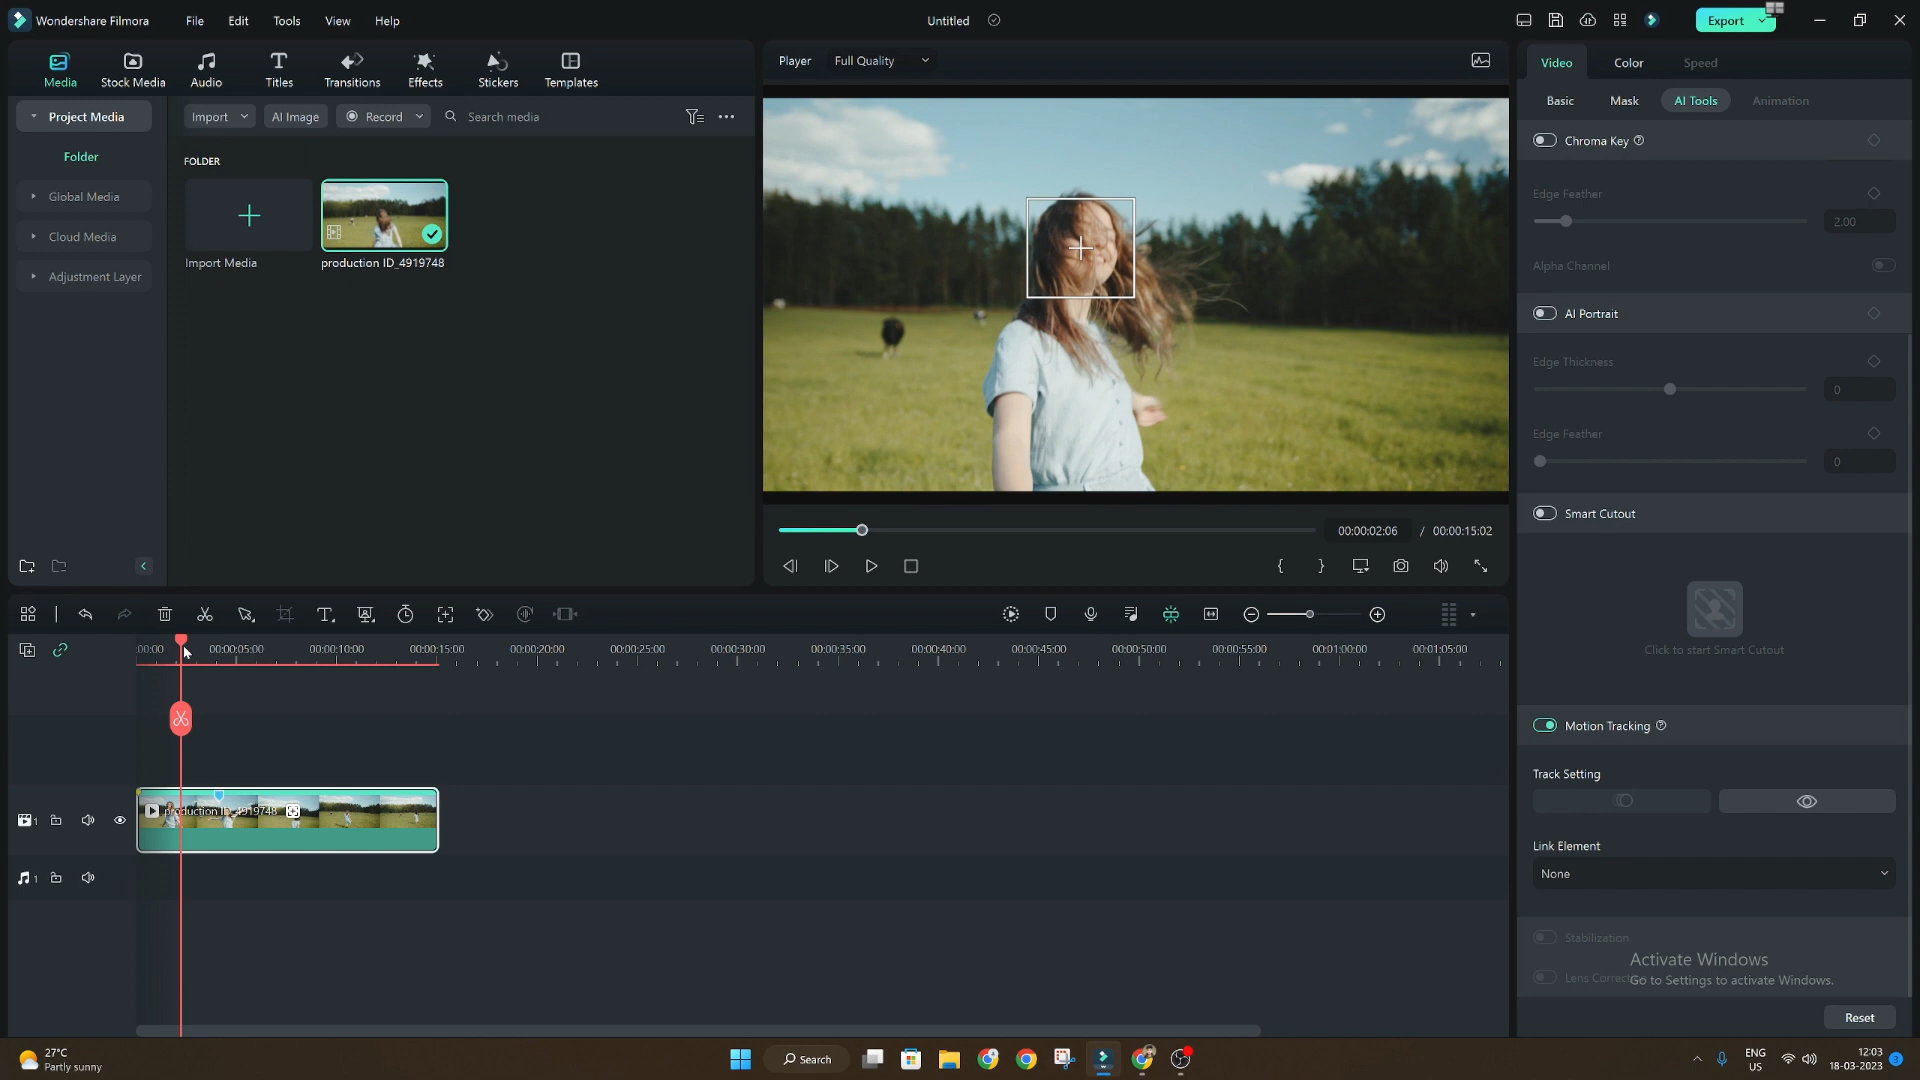 Wondershare Filmora File Edit Tools View Help Untitled Export
Media Stock Media Audio Titles Transitions Effects Stickers Templates
Project Media
Folder
Global Media
Cloud Media
Adjustment Layer
Import AI Image Record Search media
FOLDER
Import Media production ID_4919748
Player Full Quality
00:00:02:06 / 00:00:15:02
Video Color Speed
Basic Mask AI Tools Animation
Chroma Key
Edge Feather
2.00
Alpha Channel
AI Portrait
Edge Thickness
0
Edge Feather
0
Smart Cutout
Click to start Smart Cutout
Motion Tracking
Track Setting
Link Element
None
Stabilization
Lens Correction
Activate Windows
Go to Settings to activate Windows.
Reset
:00:00 00:00:05:00 00:00:10:00 00:00:15:00 00:00:20:00 00:00:25:00 00:00:30:00 00:00:35:00 00:00:40:00 00:00:45:00 00:00:50:00 00:00:55:00 00:01:00:00 00:01:05:00
production ID_4919748
1
1
27°C
Partly sunny
Search
ENG
US
12:03
18-03-2023
3